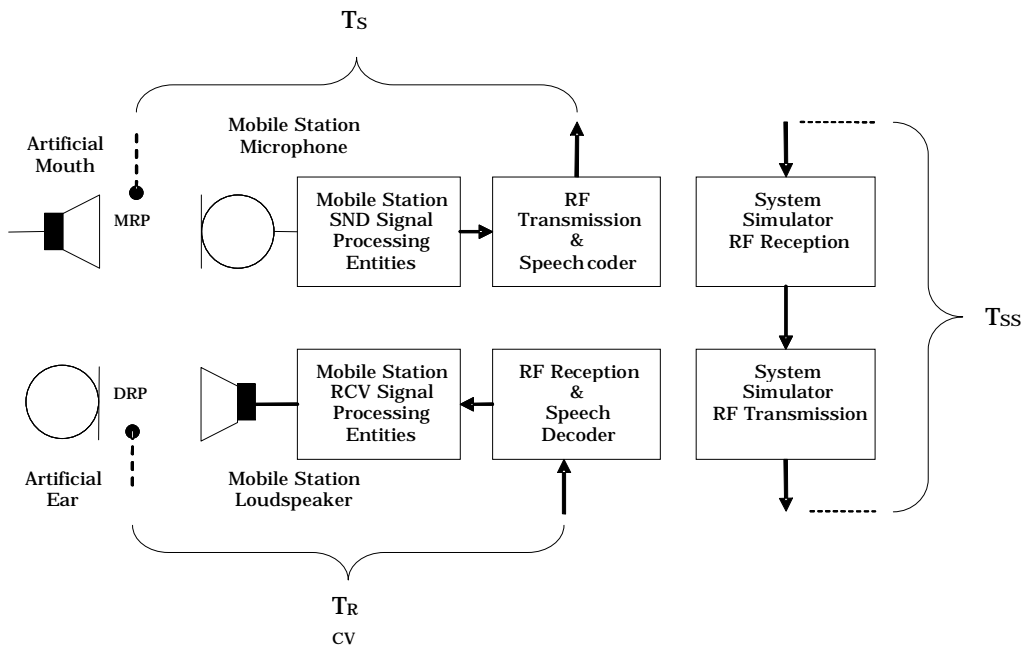 Ts
Mobile Station
Microphone
Artificial
Mouth
MRP
Mobile Station
SND Signal
Processing
Entities
RF
Transmission
&
Speech coder
System
Simulator
RF Reception
Tss
DRP
Mobile Station
RCV Signal
Processing
Entities
RF Reception
&
Speech
Decoder
System
Simulator
RF Transmission
Artificial
Ear
Mobile Station
Loudspeaker
TR
CV